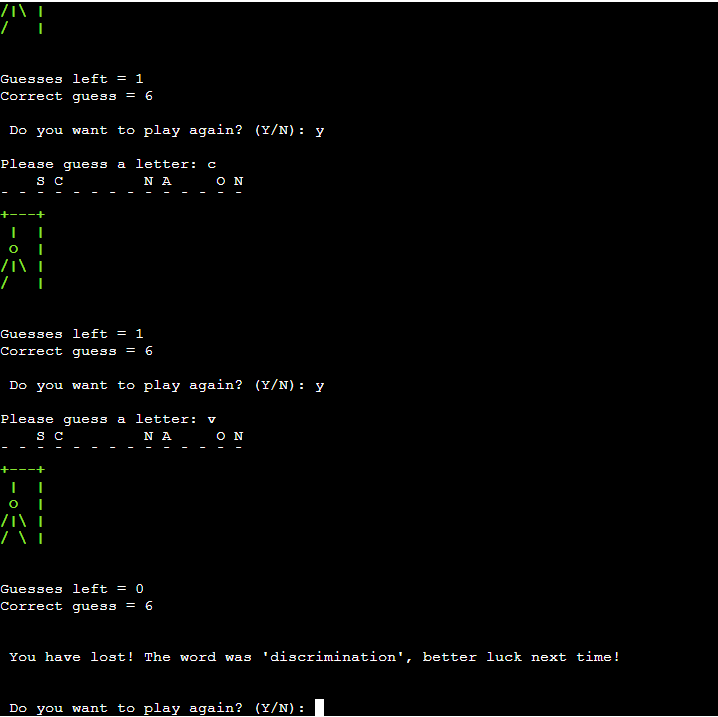 /|\ |
/   |
Guesses left = 1
Correct guess = 6
 Do you want to play again? (Y/N): y
Please guess a letter: c
    S C         N A     O N
- - - - - - - - - - - - - -
+---+
 |  |
 o  |
/|\ |
/   |
Guesses left = 1
Correct guess = 6
 Do you want to play again? (Y/N): y
Please guess a letter: v
    S C         N A     O N
- - - - - - - - - - - - - -
+---+
 |  |
 o  |
/|\ |
/ \ |
Guesses left = 0
Correct guess = 6
 You have lost! The word was 'discrimination', better luck next time!
 Do you want to play again? (Y/N):